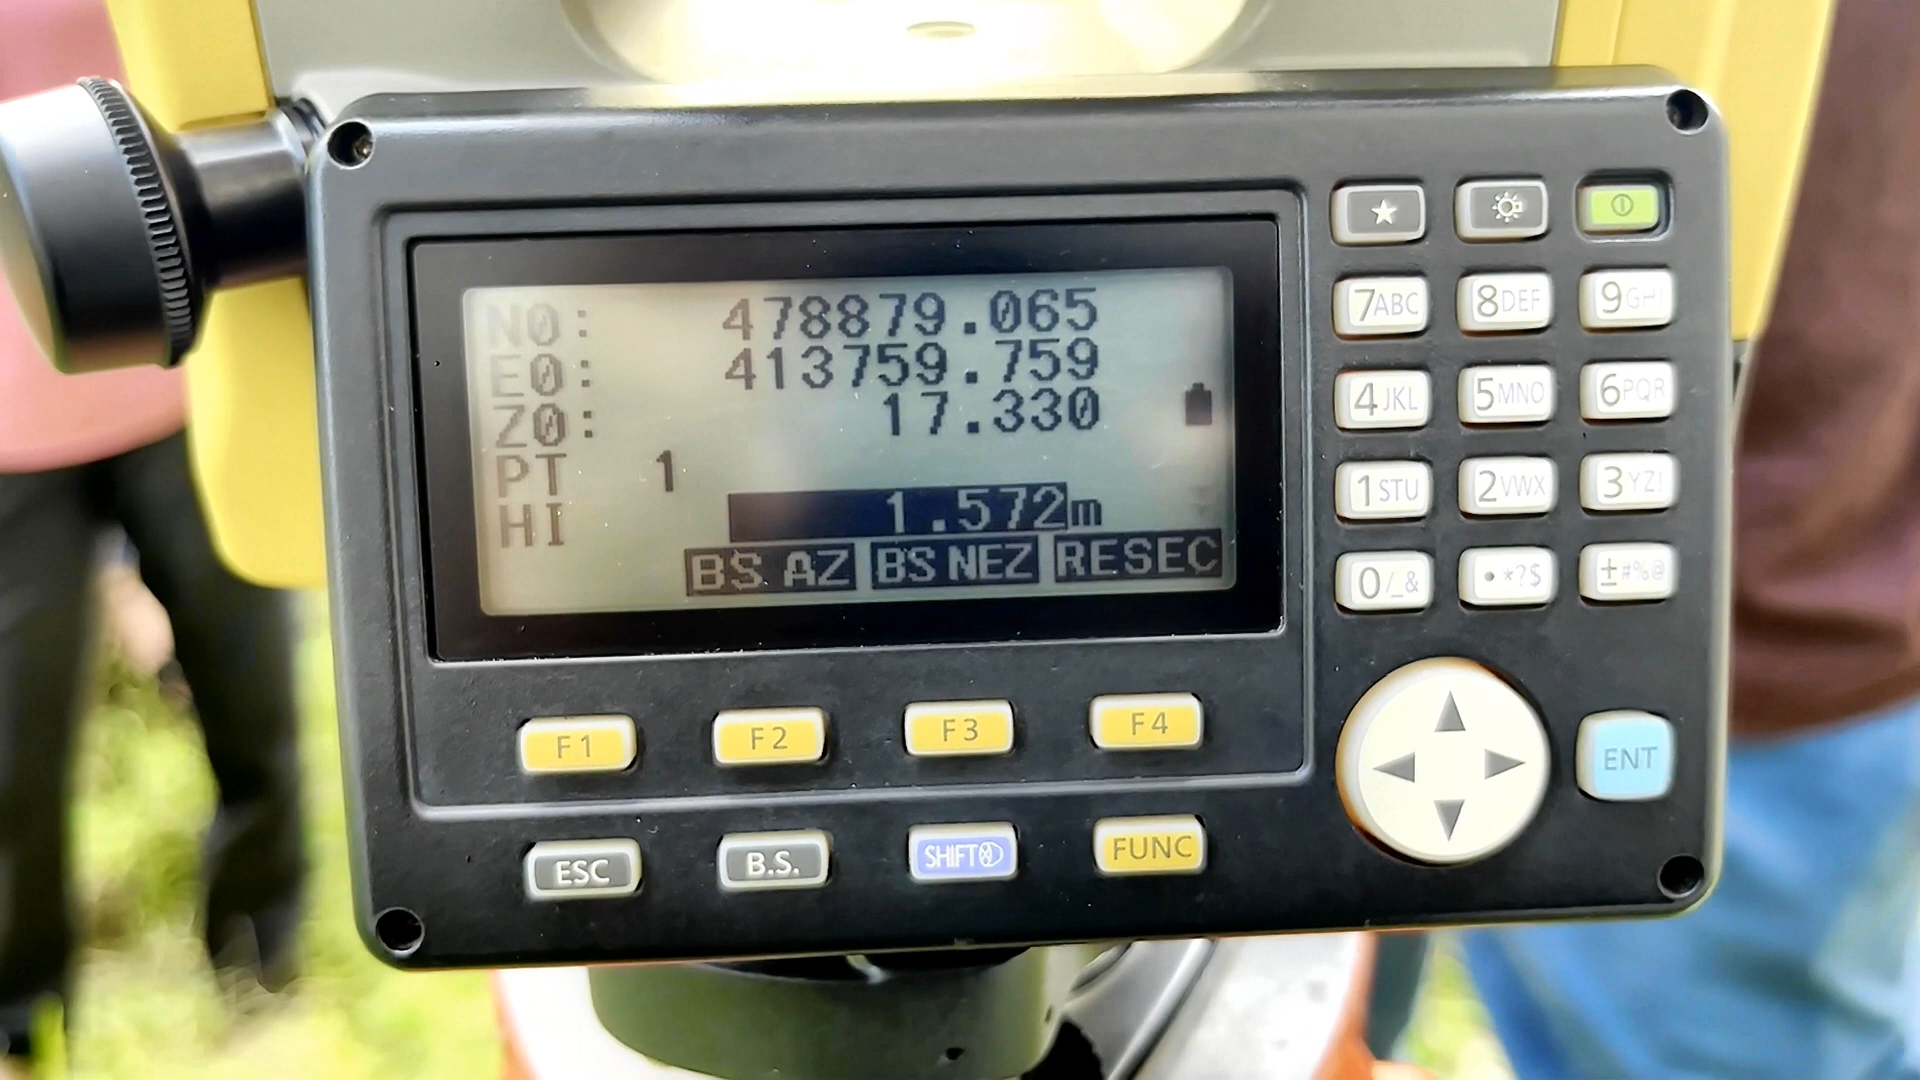 N0: 478879.065
E0: 413759.759
Z0: 17.330
PT 1
HI 1.572m
BS AZ BS NEZ RESEC
F1 F2 F3 F4
ESC B.S. SHIFT FUNC
7ABC 8DEF 9GHI
4JKL 5MNO 6PQR
1STU 2VWX 3YZ!
0/_& •*?$ ±#%@
ENT